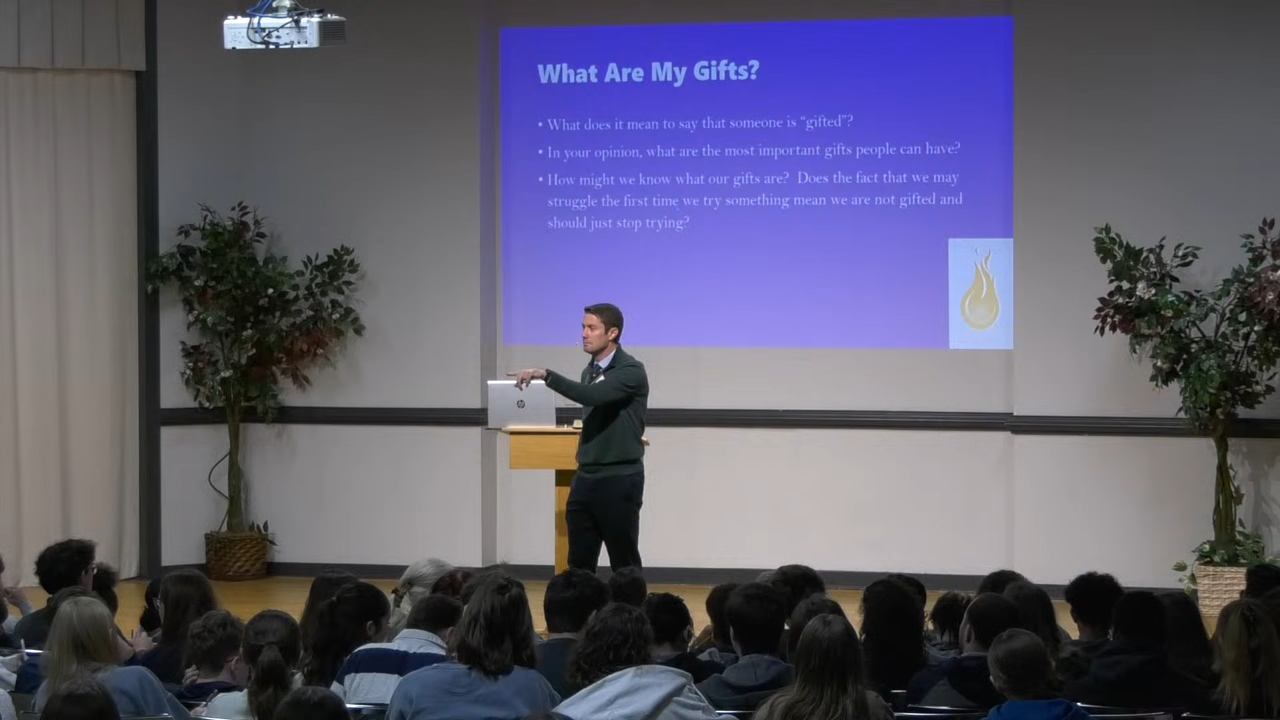 What Are My Gifts?
• What does it mean to say that someone is “gifted”?
• In your opinion, what are the most important gifts people can have?
• How might we know what our gifts are?  Does the fact that we may
struggle the first time we try something mean we are not gifted and
should just stop trying?
hp